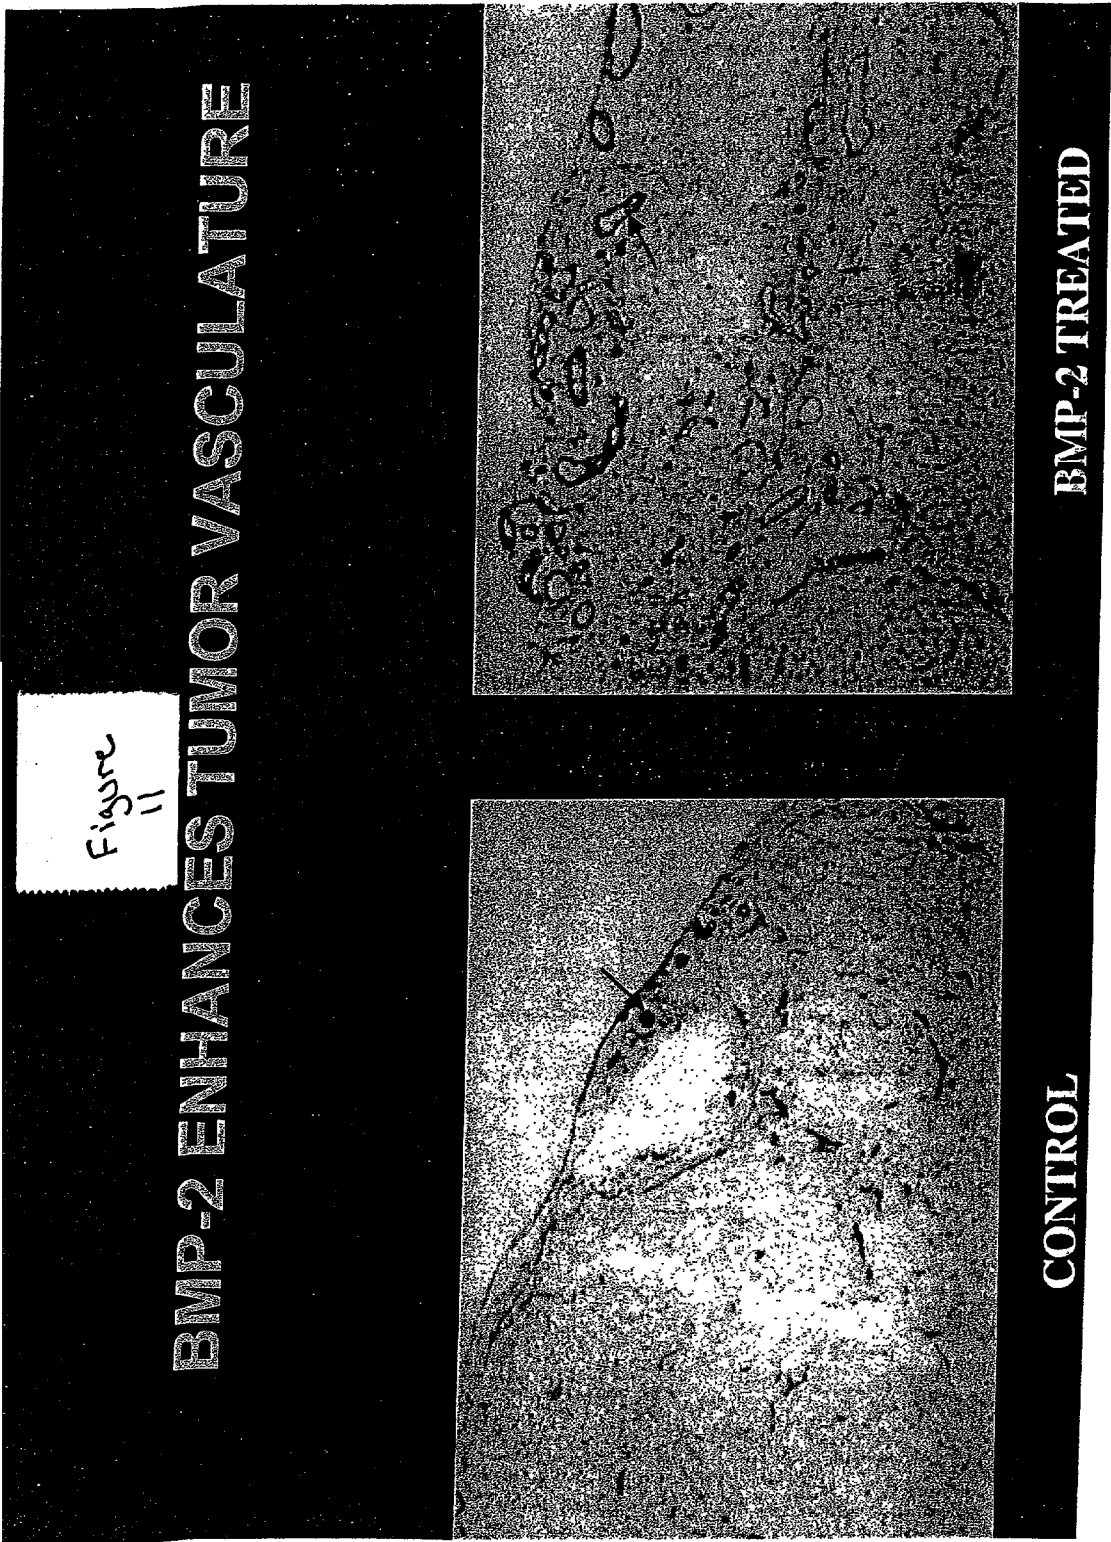 Figure
11
BMP-2 ENHANCES TUMOR VASCULATURE
CONTROL
BMP-2 TREATED